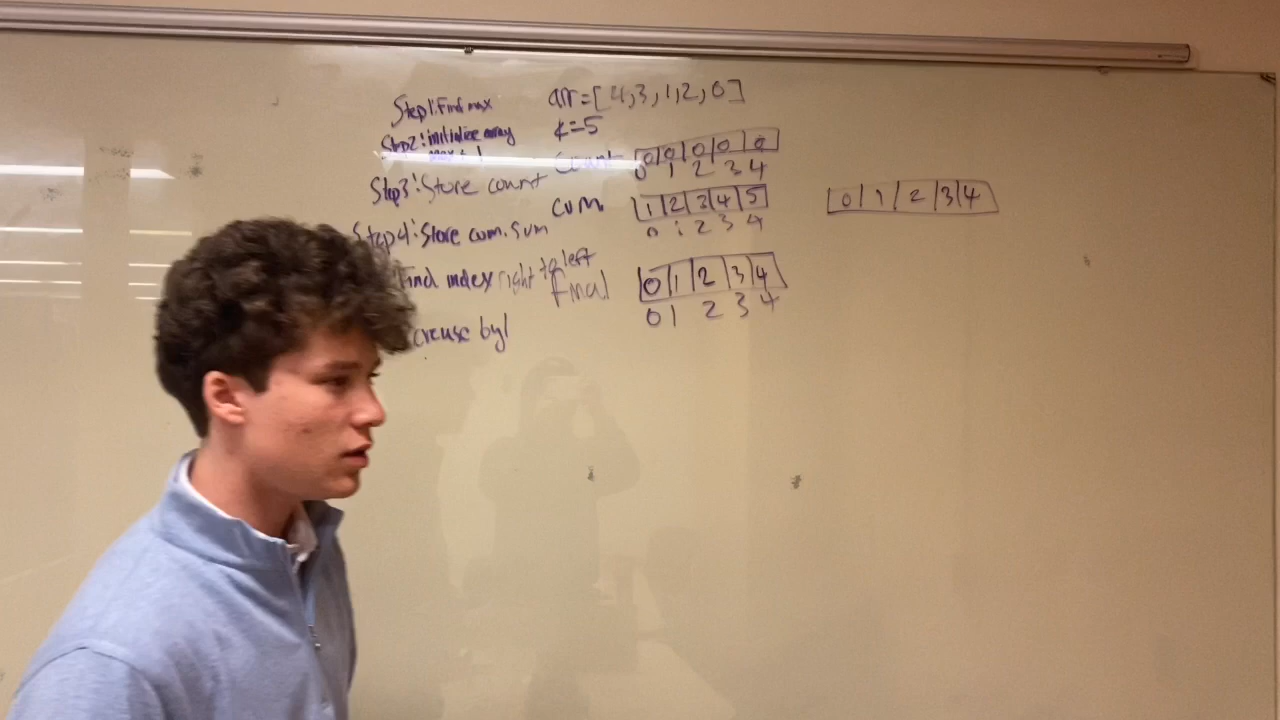 Step1:Find max
Step2:initialize array
max+1
Step3:Store count
Step4:Store cum.sum
Find index right to left
crease by1
arr=[4,3,1,2,0]
k=5
Count 0|0|0|0|0
0 1 2 3 4
cum 1|2|3|4|5
0 1 2 3 4
final 0|1|2|3|4
0 1 2 3 4
0|1|2|3|4